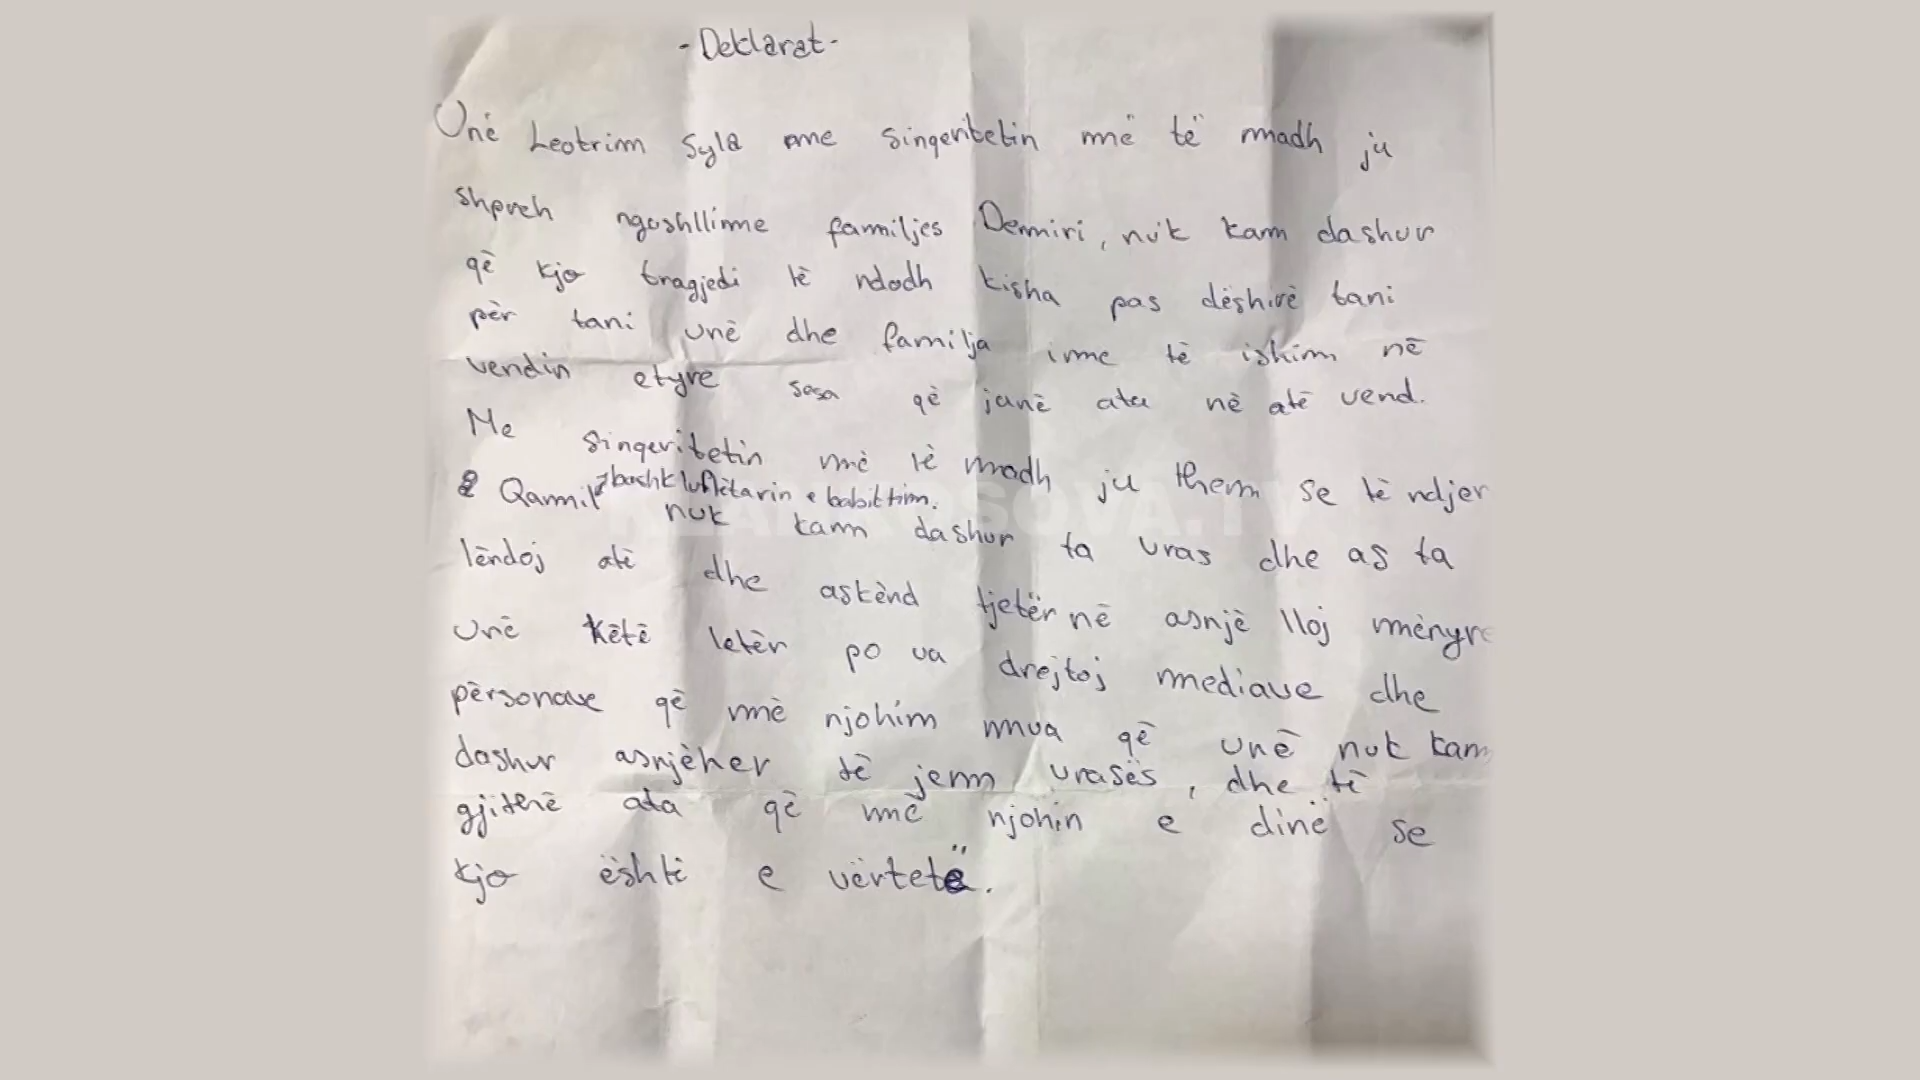 -Deklarat-
Unë Leotrim Syla me singeritetin më të madh ju
shpreh ngushllime familjes Demiri, nuk kam dashur
që kjo tragjedi të ndodh kisha pas dëshirë tani
për tani unë dhe familja ime të ishim në
vendin etyre sesa që janë ata në atë vend.
Me singeritetin më të madh ju them se të ndjer
Qamil bashkluftëtarin e babit tim.
nuk kam dashur ta vras dhe as ta
lëndoj atë dhe askënd tjetër në asnjë lloj mënyre
Unë këtë letër po ua drejtoj mediave dhe
përsonave që më njohim mua që unë nuk kam
dashur asnjëher të jem vrasës, dhe të
gjithë ata që më njohin e dinë se
kjo është e vërtetë.
KOSOVA.TV